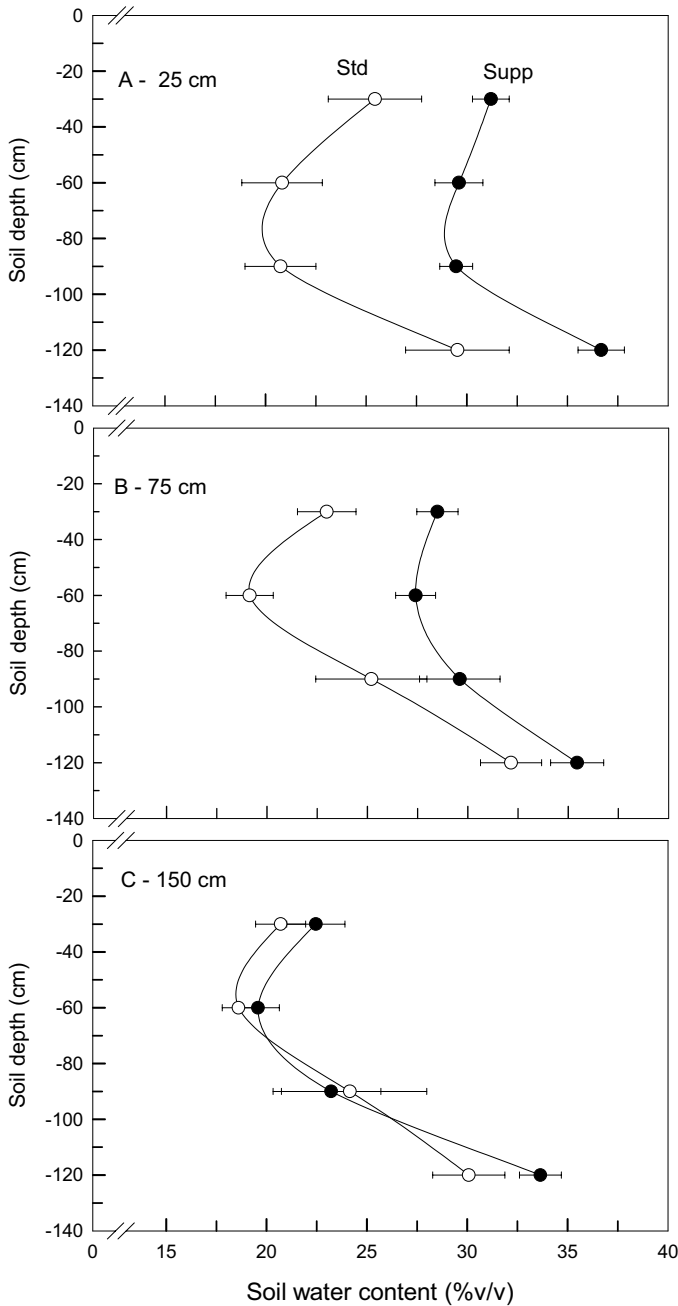 0
-20
-40
-60
-80
-100
-120
-140
Soil depth (cm)
A - 25 cm
Std
Supp
0
-20
-40
-60
-80
-100
-120
-140
Soil depth (cm)
B - 75 cm
0
-20
-40
-60
-80
-100
-120
-140
Soil depth (cm)
C - 150 cm
0 15 20 25 30 35 40
Soil water content (%v/v)